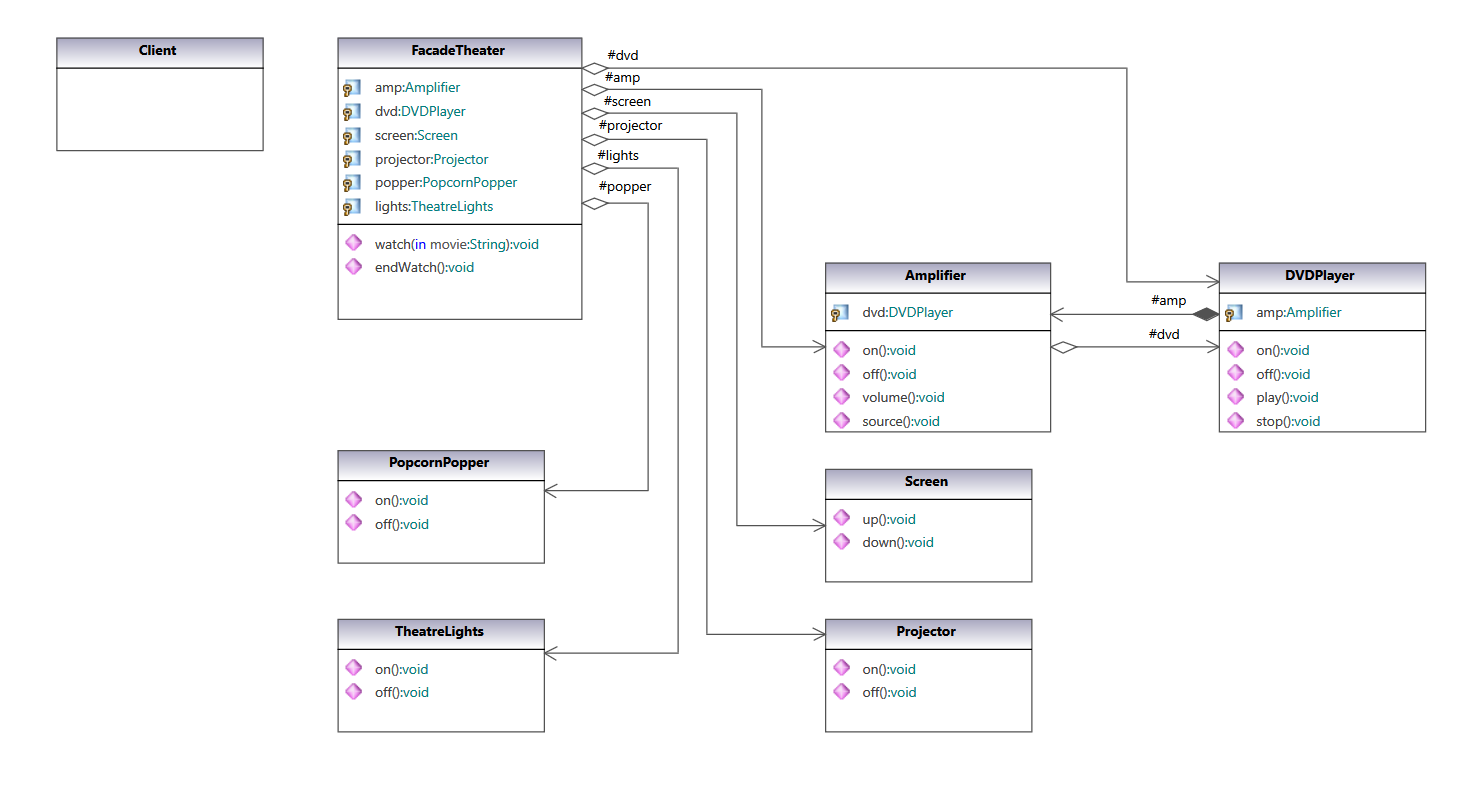 Client
FacadeTheater
amp:Amplifier
dvd:DVDPlayer
screen:Screen
projector:Projector
popper:PopcornPopper
lights:TheatreLights
watch(in movie:String):void
endWatch():void
#dvd
#amp
#screen
#projector
#lights
#popper
Amplifier
dvd:DVDPlayer
on():void
off():void
volume():void
source():void
#amp
#dvd
DVDPlayer
amp:Amplifier
on():void
off():void
play():void
stop():void
PopcornPopper
on():void
off():void
Screen
up():void
down():void
TheatreLights
on():void
off():void
Projector
on():void
off():void